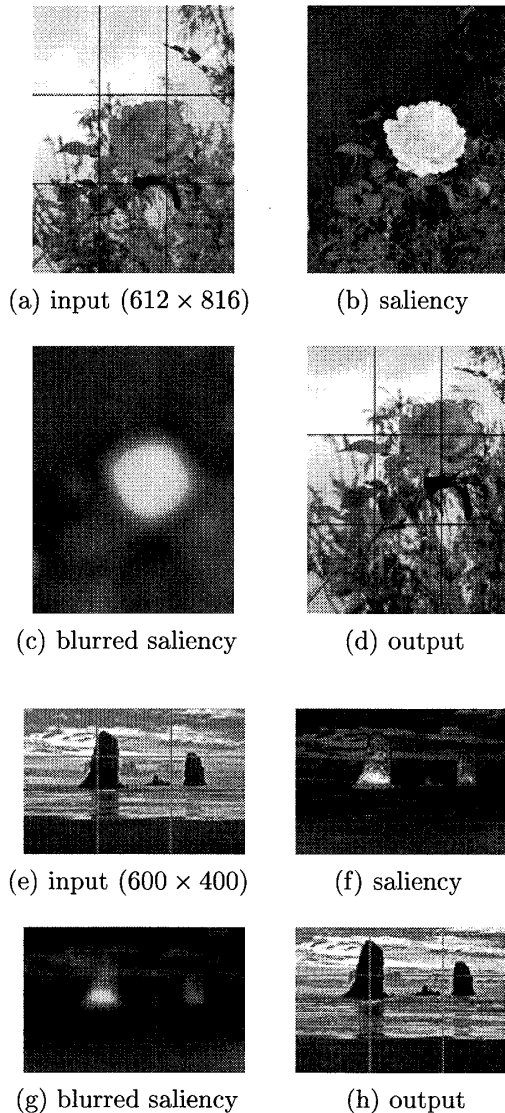 (a) input (612 × 816)
(b) saliency
(c) blurred saliency
(d) output
(e) input (600 × 400)
(f) saliency
(g) blurred saliency
(h) output